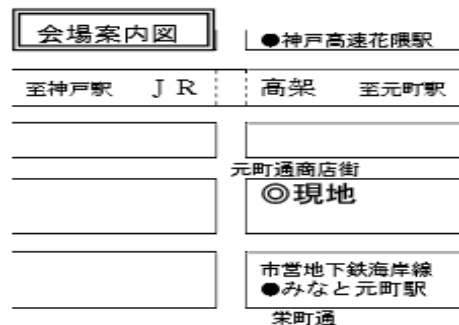 会場案内図
●神戸高速花隈駅
至神戸駅 JR 高架 至元町駅
元町通商店街
◎現地
市営地下鉄海岸線
●みなと元町駅
栄町通